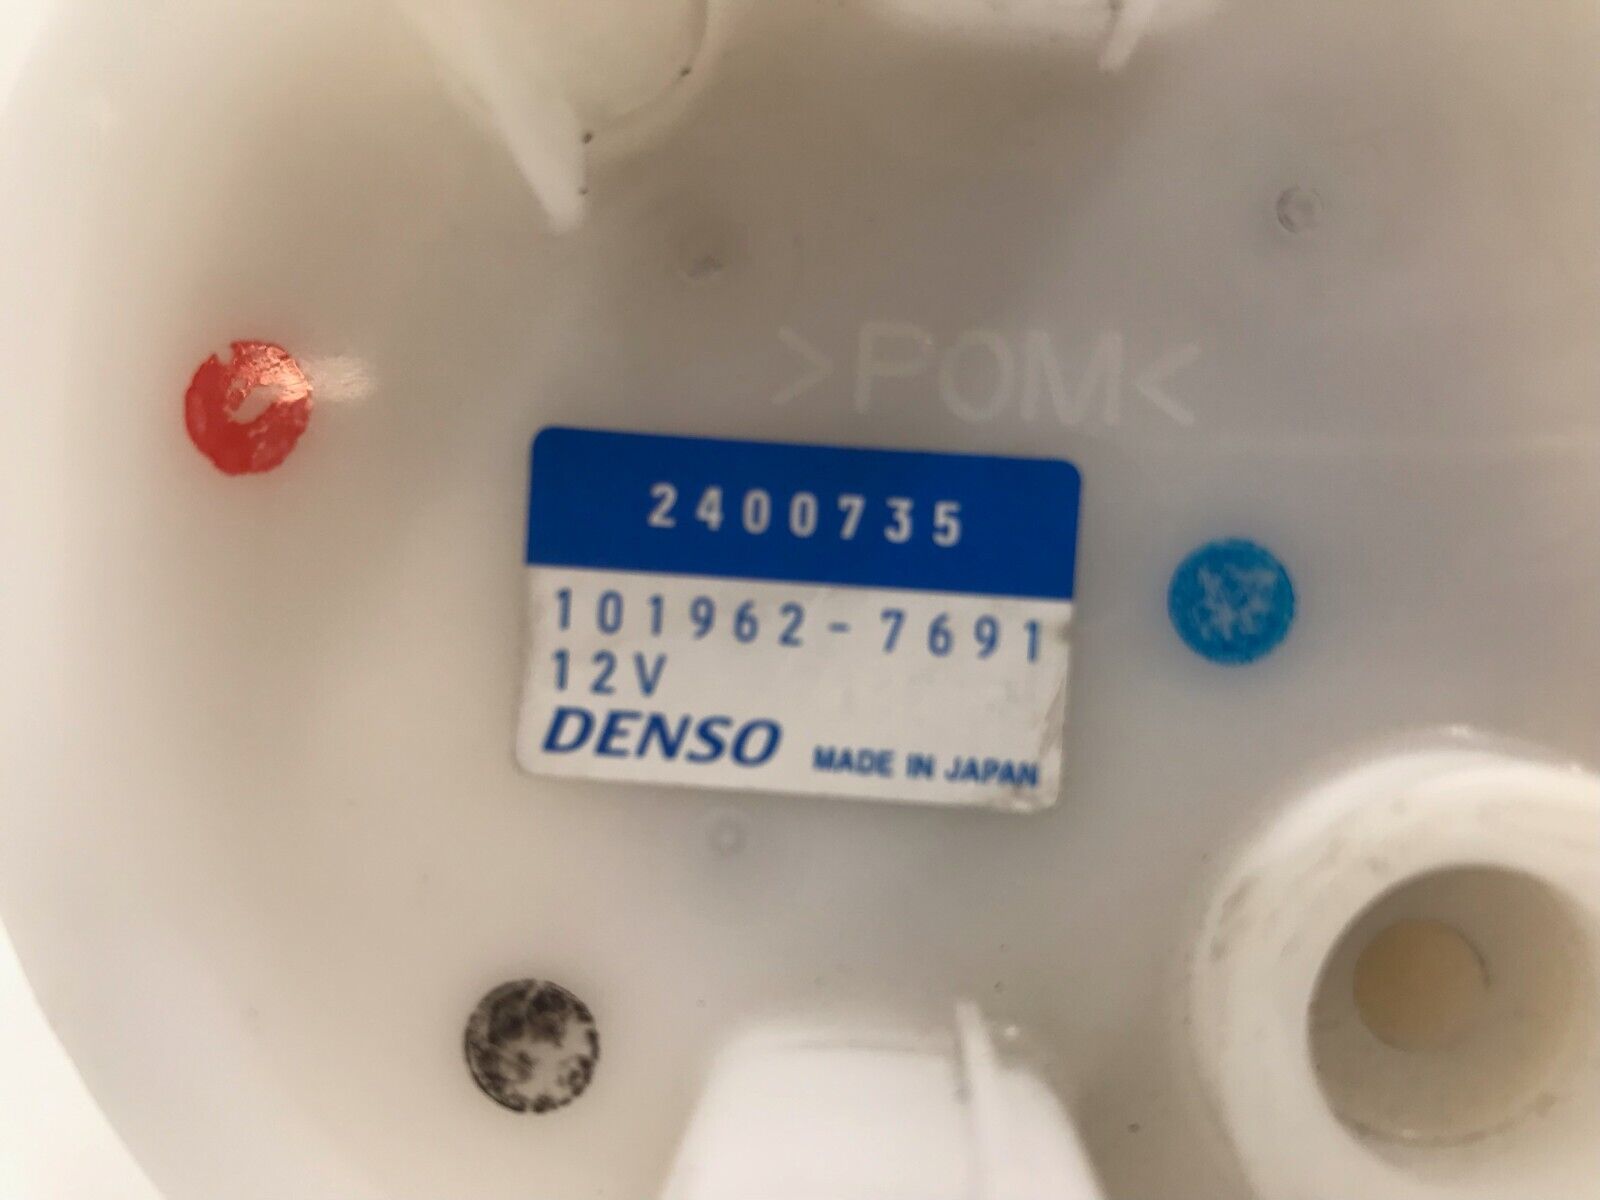 >POM<
2400735
101962-7691
12V
DENSO MADE IN JAPAN